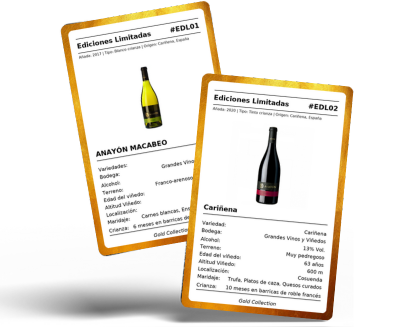 Ediciones Limitadas #EDL01
Añada: 2017 | Tipo: Blanco crianza | Origen: Cariñena, España
ANAYÓN MACABEO
Variedades:
Bodega: Grandes Vinos
Alcohol:
Terreno: Franco-arenoso
Edad del viñedo:
Altitud Viñedo:
Localización:
Maridaje: Carnes blancas, Ens
Crianza: 6 meses en barricas de
Gold Collection
Ediciones Limitadas #EDL02
Añada: 2020 | Tipo: Tinto crianza | Origen: Cariñena, España
Cariñena
Variedad: Cariñena
Bodega: Grandes Vinos y Viñedos
Alcohol: 13% Vol.
Terreno: Muy pedregoso
Edad del viñedo: 63 años
Altitud Viñedo: 600 m
Localización: Cosuenda
Maridaje: Trufa, Platos de caza, Quesos curados
Crianza: 10 meses en barricas de roble francés
Gold Collection